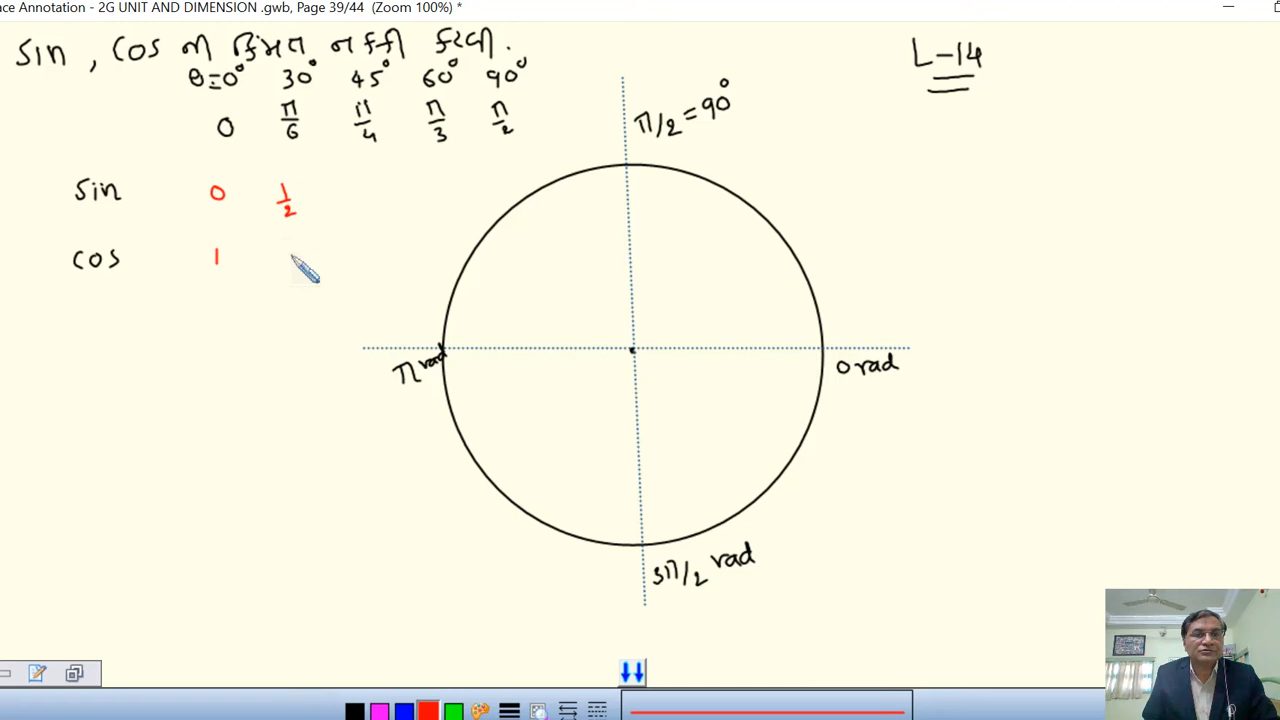 ace Annotation - 2G UNIT AND DIMENSION .gwb, Page 39/44 (Zoom 100%) *
Sin , Cos ની કિંમત નક્કી કરવી.
L-14
θ=0° 30° 45° 60° 90°
0 π/6 π/4 π/3 π/2
π/2 = 90°
Sin 0 1/2
Cos 1
π rad
0 rad
3π/2 rad